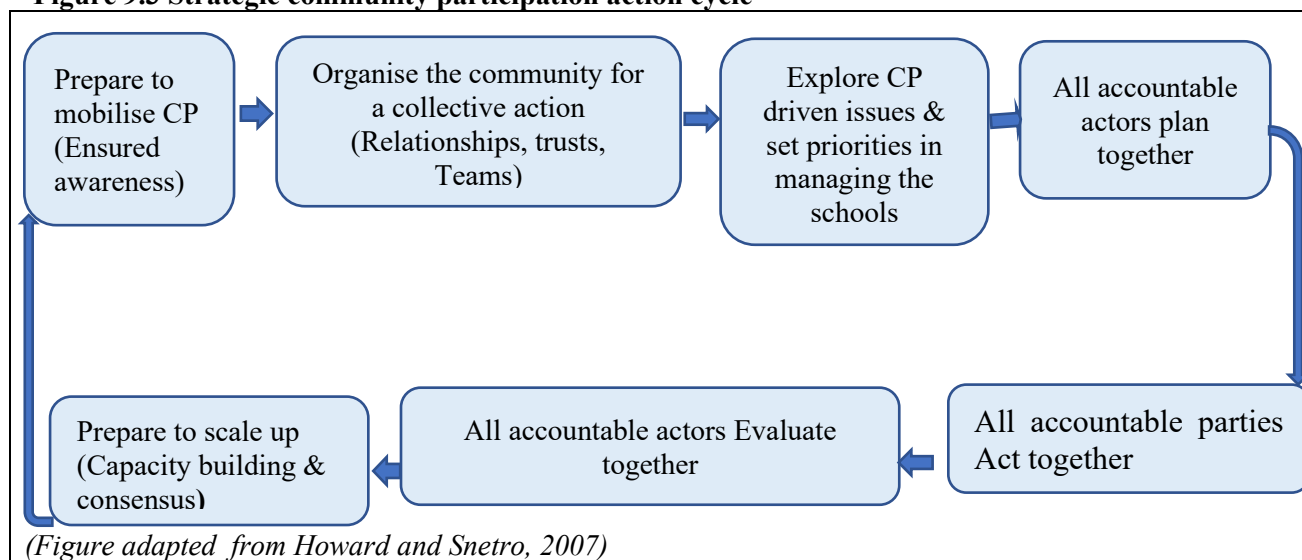 Prepare to
mobilise CP
(Ensured
awareness)
Organise the community for
a collective action
(Relationships, trusts,
Teams)
Explore CP
driven issues &
set priorities in
managing the
schools
All accountable
actors plan
together
All accountable parties
Act together
All accountable actors Evaluate
together
Prepare to scale up
(Capacity building &
consensus)
(Figure adapted from Howard and Snetro, 2007)